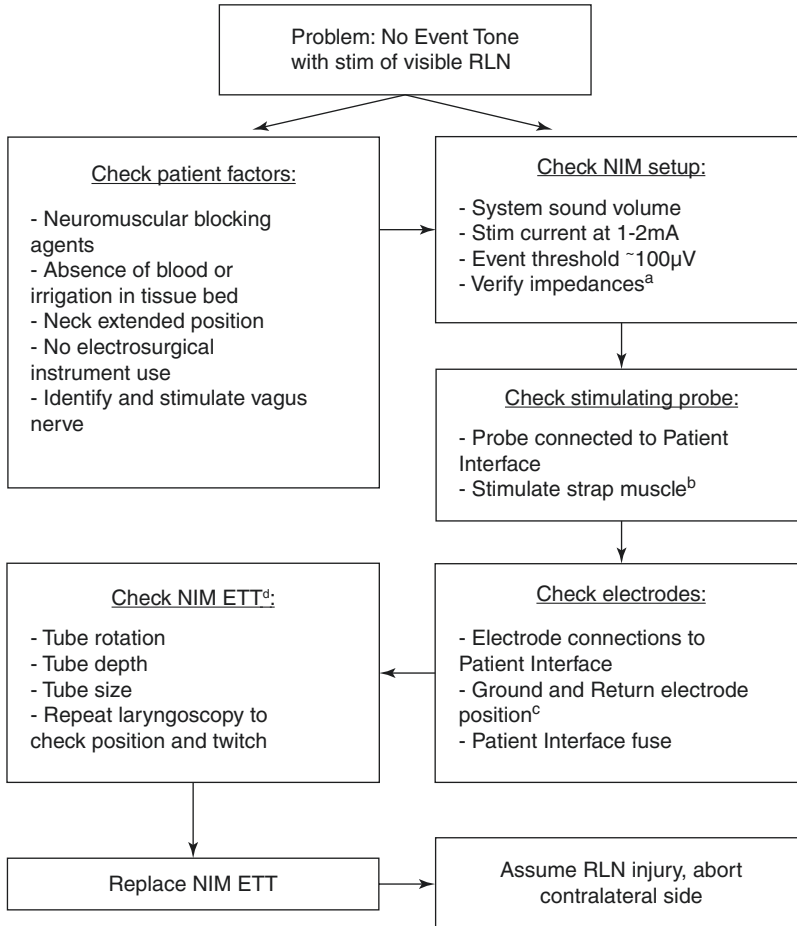 Problem: No Event Tone
with stim of visible RLN
Check patient factors:
- Neuromuscular blocking
agents
- Absence of blood or
irrigation in tissue bed
- Neck extended position
- No electrosurgical
instrument use
- Identify and stimulate vagus
nerve
Check NIM setup:
- System sound volume
- Stim current at 1-2mA
- Event threshold ~100µV
- Verify impedancesᵃ
Check stimulating probe:
- Probe connected to Patient
Interface
- Stimulate strap muscleᵇ
Check electrodes:
- Electrode connections to
Patient Interface
- Ground and Return electrode
positionᶜ
- Patient Interface fuse
Check NIM ETTᵈ:
- Tube rotation
- Tube depth
- Tube size
- Repeat laryngoscopy to
check position and twitch
Replace NIM ETT
Assume RLN injury, abort
contralateral side